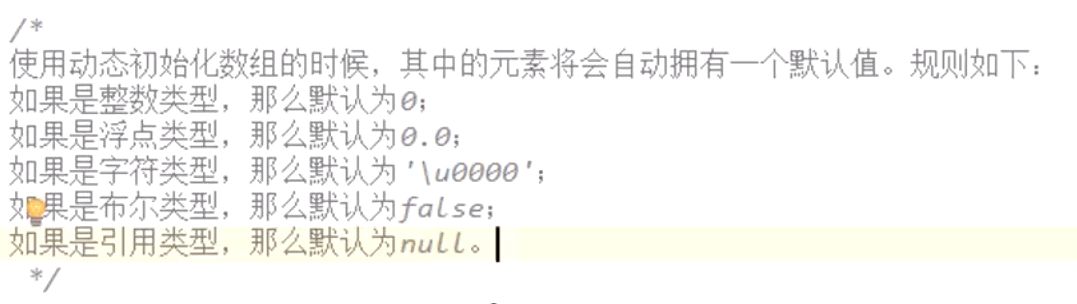 /*
使用动态初始化数组的时候，其中的元素将会自动拥有一个默认值。规则如下：
如果是整数类型，那么默认为0；
如果是浮点类型，那么默认为0.0；
如果是字符类型，那么默认为'\u0000'；
如果是布尔类型，那么默认为false；
如果是引用类型，那么默认为null。
*/